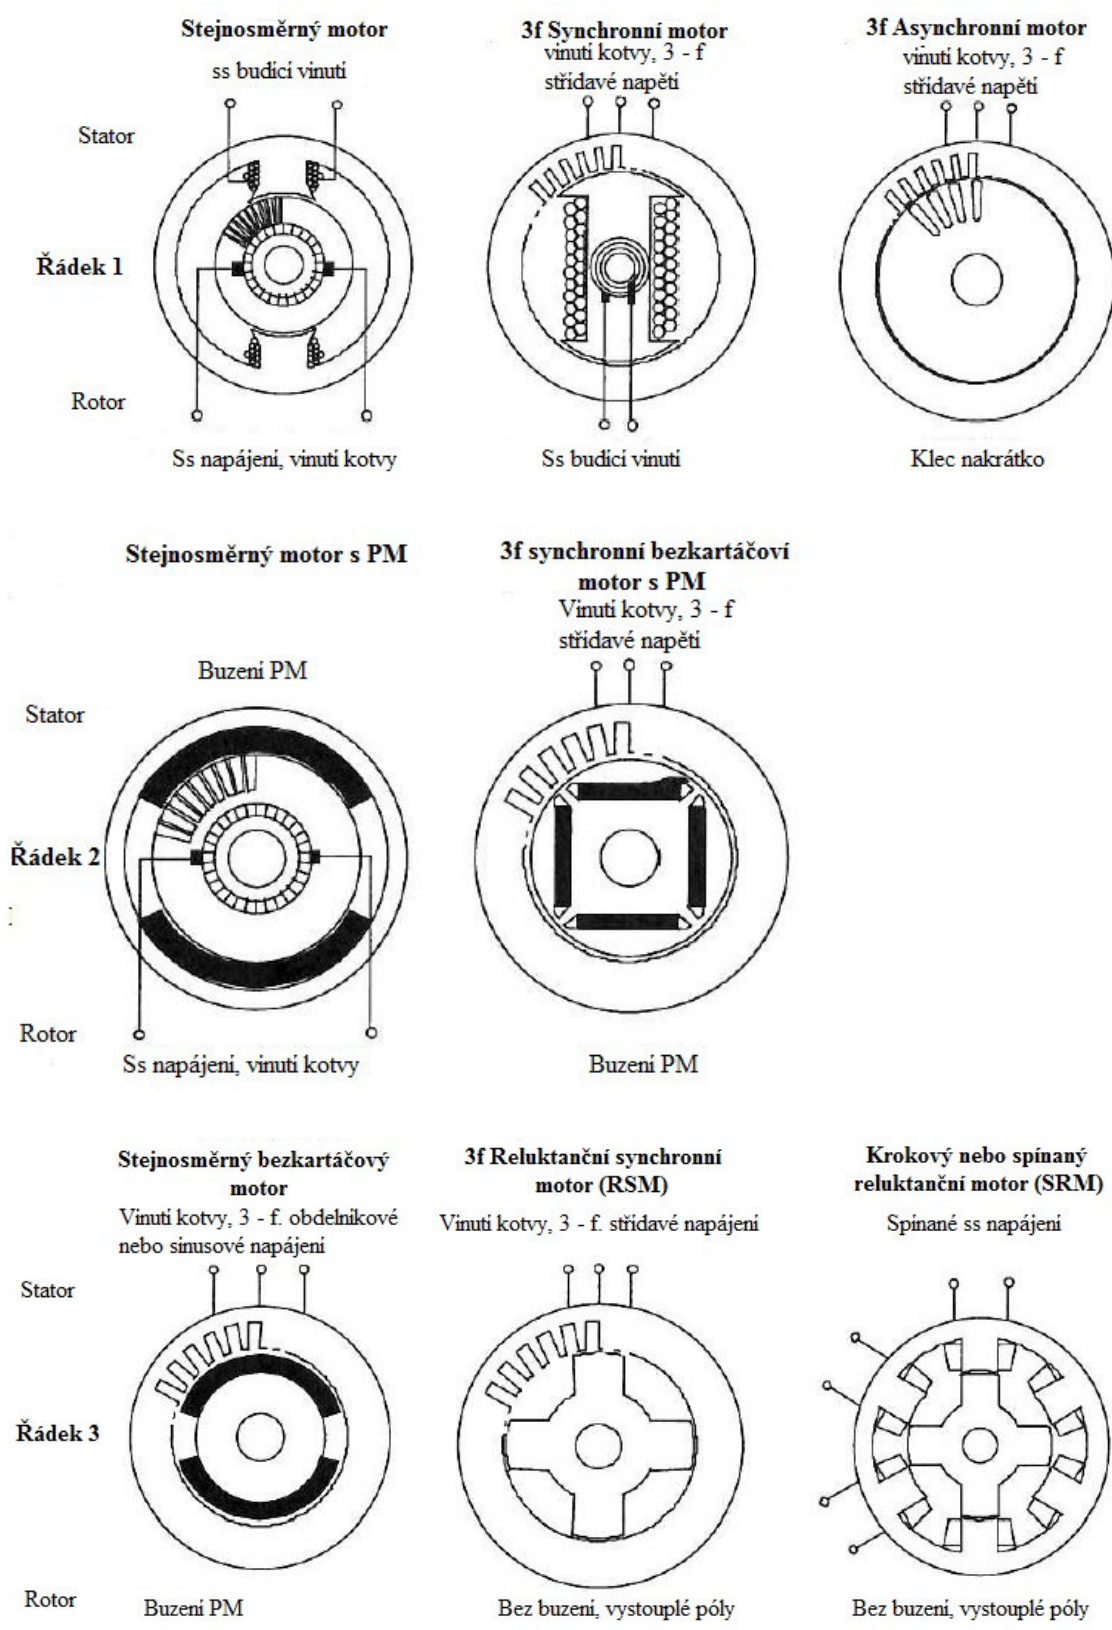 Stejnosměrný motor
ss budící vinutí
3f Synchronní motor
vinutí kotvy, 3 - f
střídavé napětí
3f Asynchronní motor
vinutí kotvy, 3 - f
střídavé napětí
Stator
Řádek 1
Rotor
Ss napájení, vinutí kotvy
Ss budící vinutí
Klec nakrátko
Stejnosměrný motor s PM
Buzení PM
3f synchronní bezkartáčoví
motor s PM
Vinutí kotvy, 3 - f
střídavé napětí
Stator
Řádek 2
Rotor
Ss napájení, vinutí kotvy
Buzení PM
Stejnosměrný bezkartáčový
motor
Vinutí kotvy, 3 - f. obdelníkové
nebo sinusové napájení
3f Reluktanční synchronní
motor (RSM)
Vinutí kotvy, 3 - f. střídavé napájení
Krokový nebo spínaný
reluktanční motor (SRM)
Spínané ss napájení
Stator
Řádek 3
Rotor
Buzení PM
Bez buzení, vystouplé póly
Bez buzení, vystouplé póly